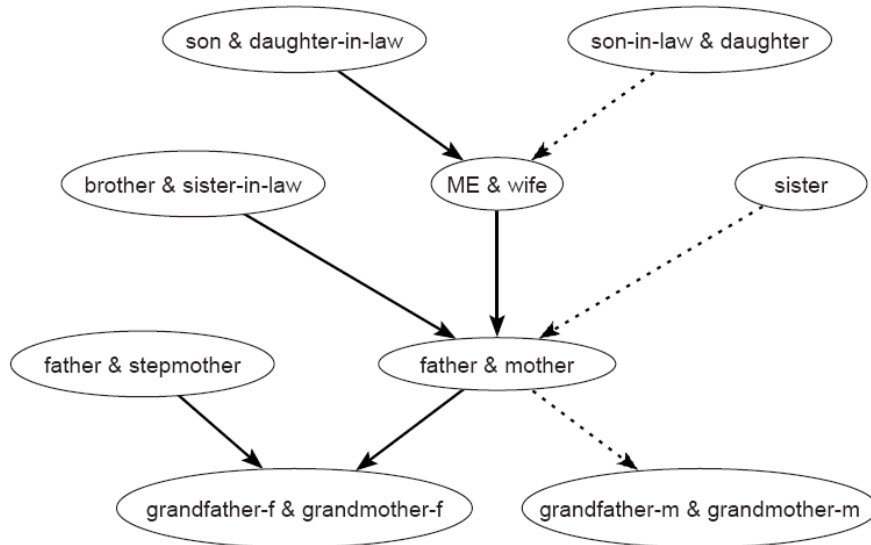 son & daughter-in-law
son-in-law & daughter
brother & sister-in-law
ME & wife
sister
father & stepmother
father & mother
grandfather-f & grandmother-f
grandfather-m & grandmother-m